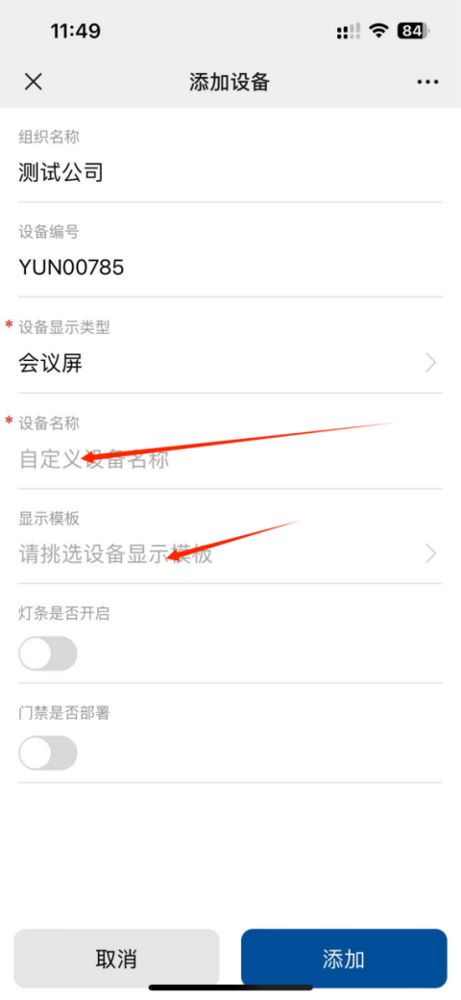 11:49
84
添加设备
组织名称
测试公司
设备编号
YUN00785
* 设备显示类型
会议屏
* 设备名称
自定义设备名称
显示模板
请挑选设备显示模板
灯条是否开启
门禁是否部署
取消
添加